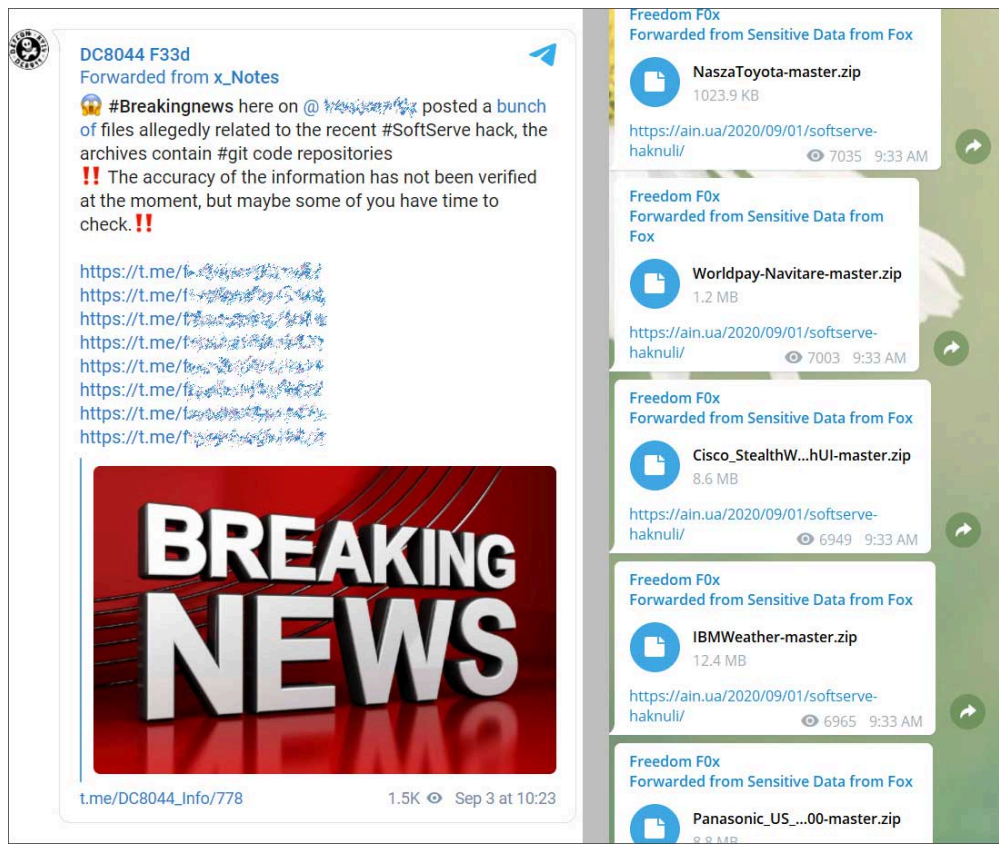 DC8044 F33d
Forwarded from x_Notes
😱 #Breakingnews here on @ posted a bunch
of files allegedly related to the recent #SoftServe hack, the
archives contain #git code repositories
‼️ The accuracy of the information has not been verified
at the moment, but maybe some of you have time to
check.‼️
https://t.me/f
https://t.me/f
https://t.me/f
https://t.me/f
https://t.me/f
https://t.me/f
https://t.me/f
https://t.me/f
BREAKING
NEWS
t.me/DC8044_Info/778
1.5K Sep 3 at 10:23
Freedom F0x
Forwarded from Sensitive Data from Fox
NaszaToyota-master.zip
1023.9 KB
https://ain.ua/2020/09/01/softserve-
haknuli/
7035 9:33 AM
Freedom F0x
Forwarded from Sensitive Data from
Fox
Worldpay-Navitare-master.zip
1.2 MB
https://ain.ua/2020/09/01/softserve-
haknuli/
7003 9:33 AM
Freedom F0x
Forwarded from Sensitive Data from Fox
Cisco_StealthW...hUI-master.zip
8.6 MB
https://ain.ua/2020/09/01/softserve-
haknuli/
6949 9:33 AM
Freedom F0x
Forwarded from Sensitive Data from Fox
IBMWeather-master.zip
12.4 MB
https://ain.ua/2020/09/01/softserve-
haknuli/
6965 9:33 AM
Freedom F0x
Forwarded from Sensitive Data from Fox
Panasonic_US_...00-master.zip
8.8 MB